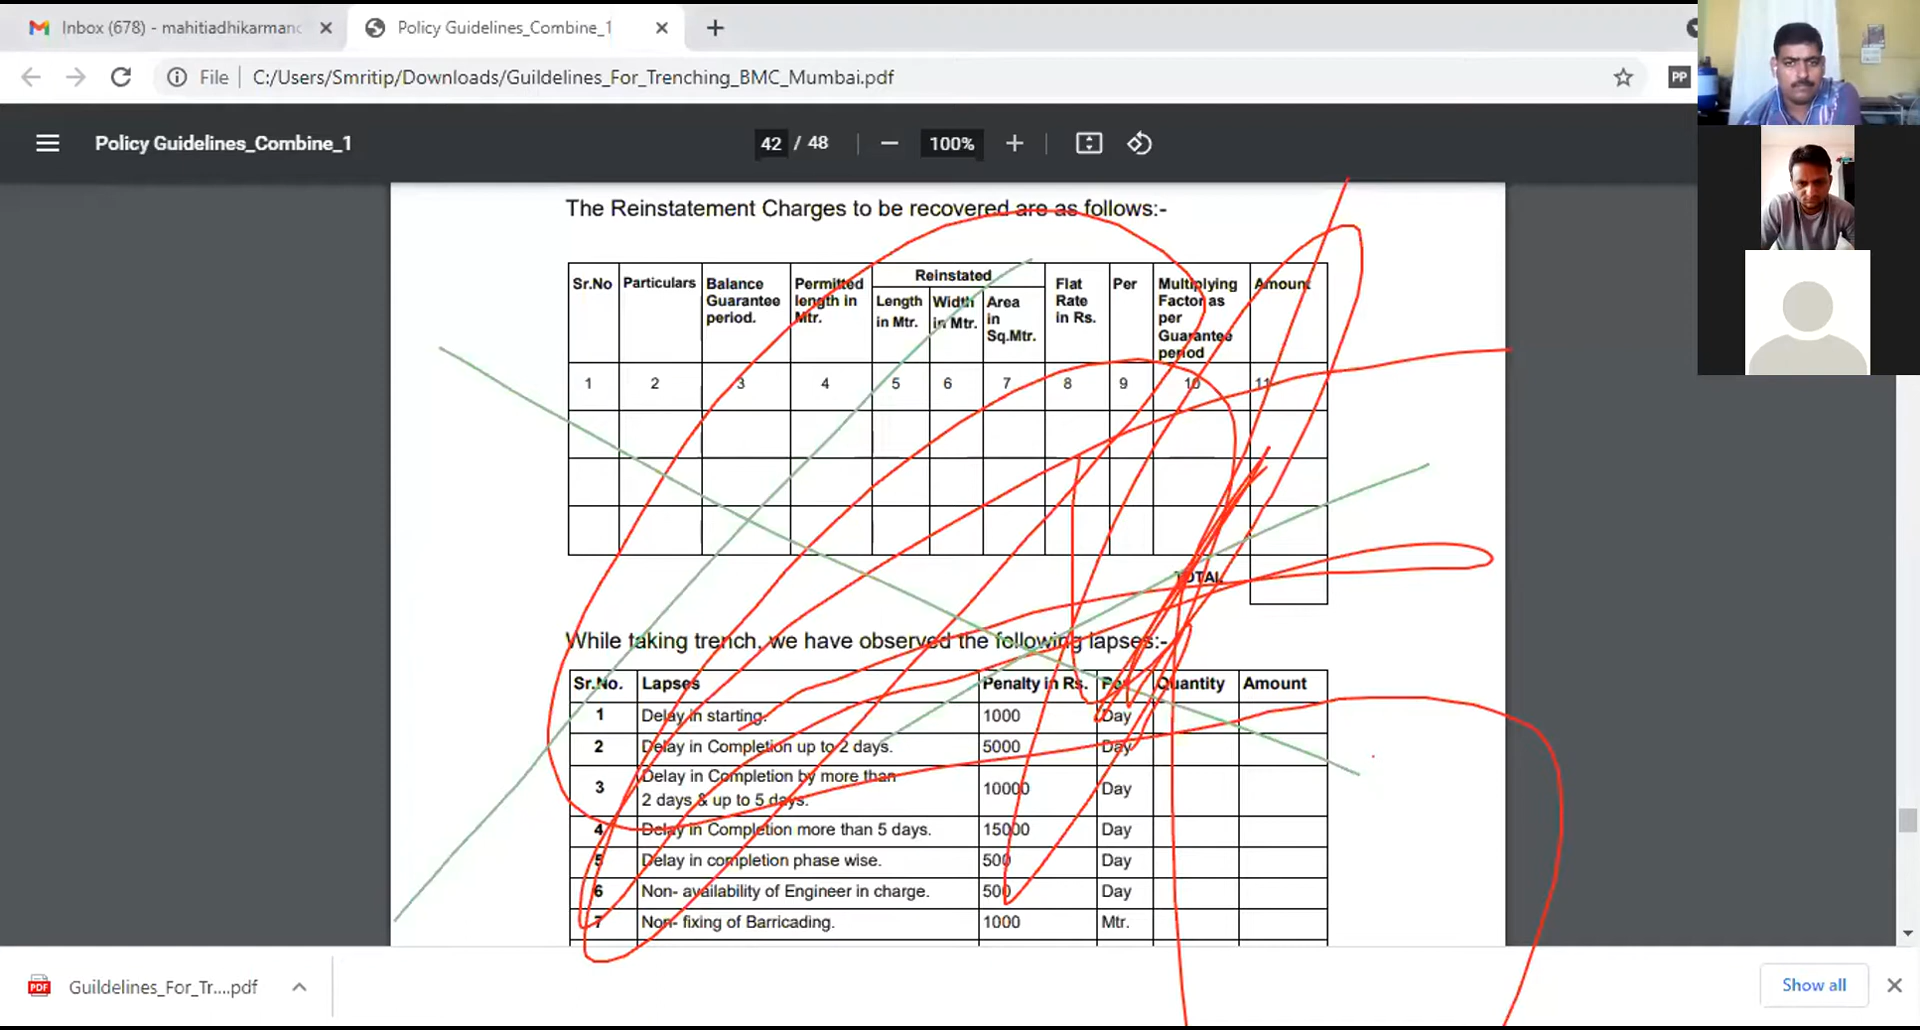 Inbox (678) - mahitiadhikarmanc
Policy Guidelines_Combine_1
File C:/Users/Smritip/Downloads/Guildelines_For_Trenching_BMC_Mumbai.pdf
PP
Policy Guidelines_Combine_1 42 / 48 100%
The Reinstatement Charges to be recovered are as follows:-
Sr.No Particulars Balance Guarantee period. Permitted length in Mtr. Reinstated Length in Mtr. Width in Mtr. Area in Sq.Mtr. Flat Rate in Rs. Per Multiplying Factor as per Guarantee period Amount
1 2 3 4 5 6 7 8 9 10 11
TOTAL
While taking trench, we have observed the following lapses:-
Sr.No. Lapses Penalty in Rs. Per Quantity Amount
1 Delay in starting. 1000 Day
2 Delay in Completion up to 2 days. 5000 Day
3 Delay in Completion by more than 2 days & up to 5 days. 10000 Day
4 Delay in Completion more than 5 days. 15000 Day
5 Delay in completion phase wise. 500 Day
6 Non- availability of Engineer in charge. 500 Day
7 Non- fixing of Barricading. 1000 Mtr.
PDF Guildelines_For_Tr....pdf
Show all